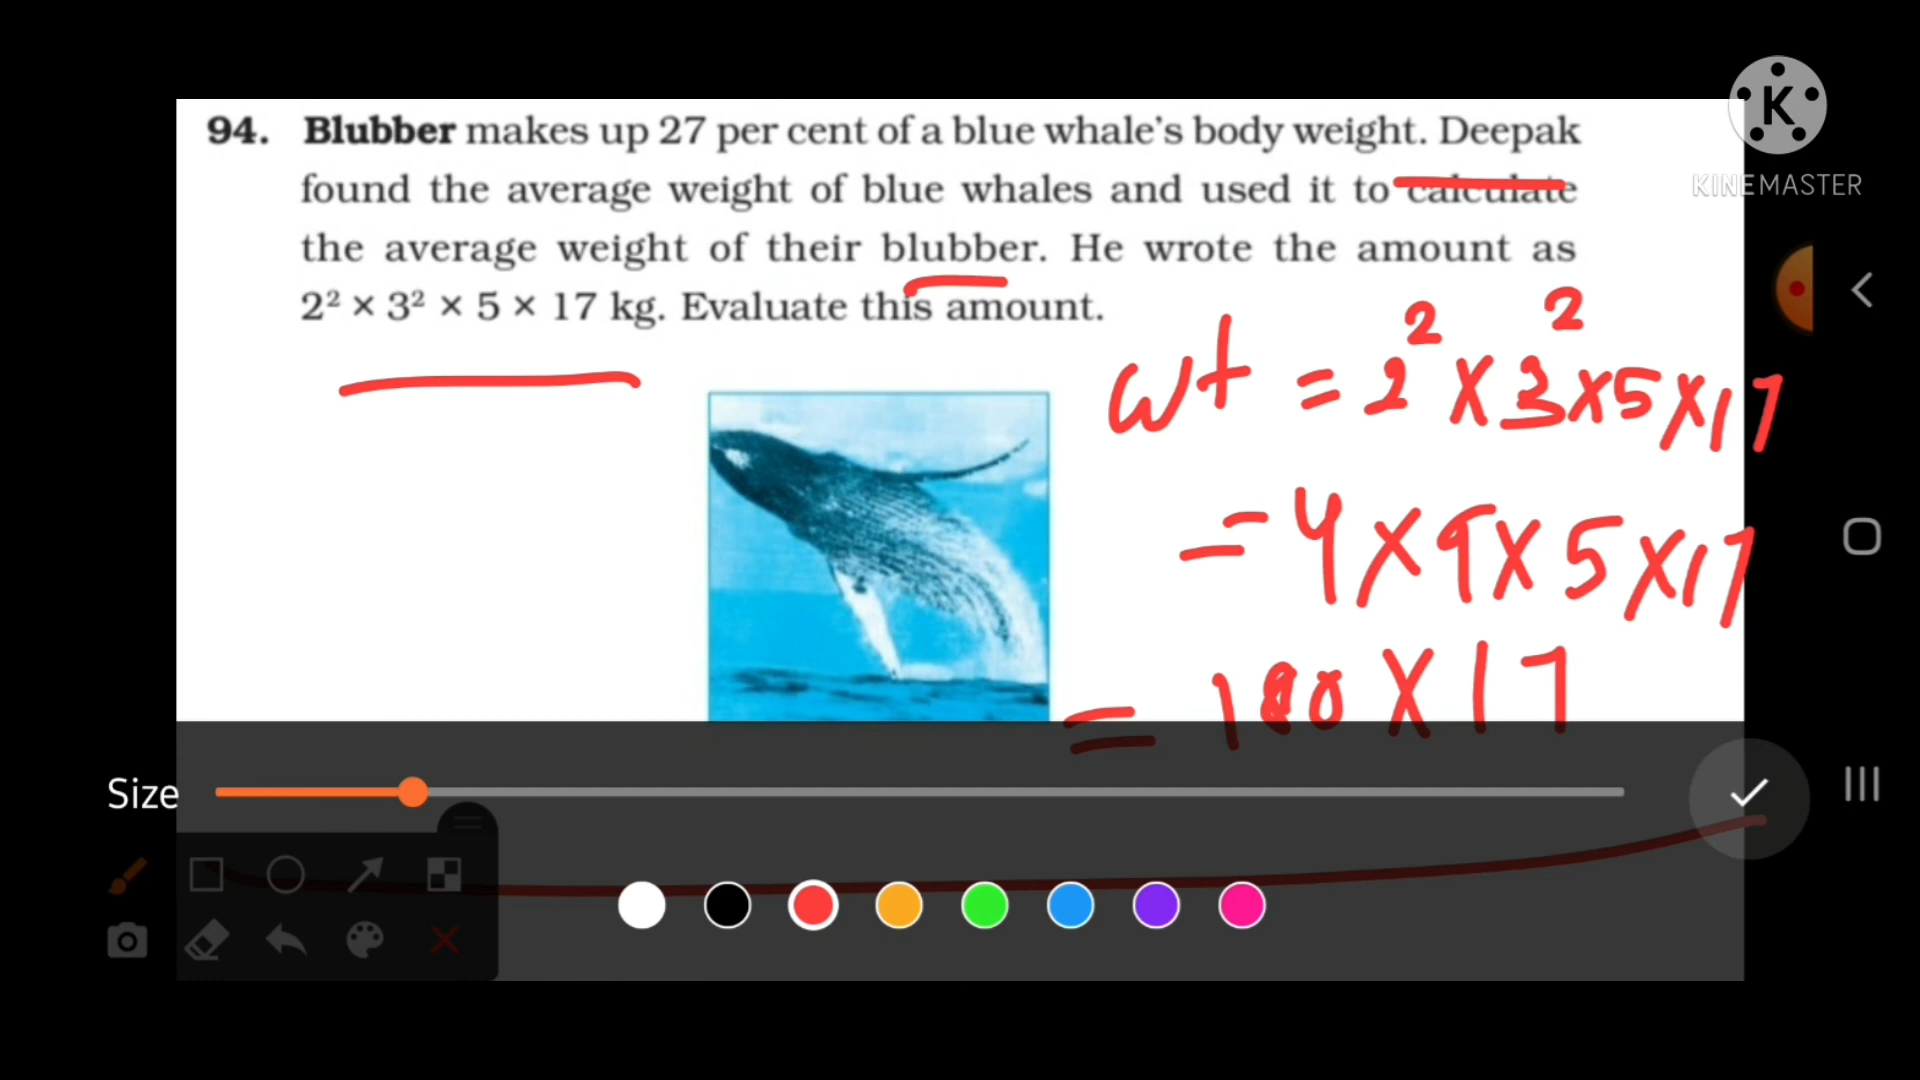 94. Blubber makes up 27 per cent of a blue whale's body weight. Deepak
found the average weight of blue whales and used it to calculate
the average weight of their blubber. He wrote the amount as
2² × 3² × 5 × 17 kg. Evaluate this amount.
wt = 2² × 3² × 5 × 17
= 4 × 9 × 5 × 17
= 180 × 17
K
KINEMASTER
Size